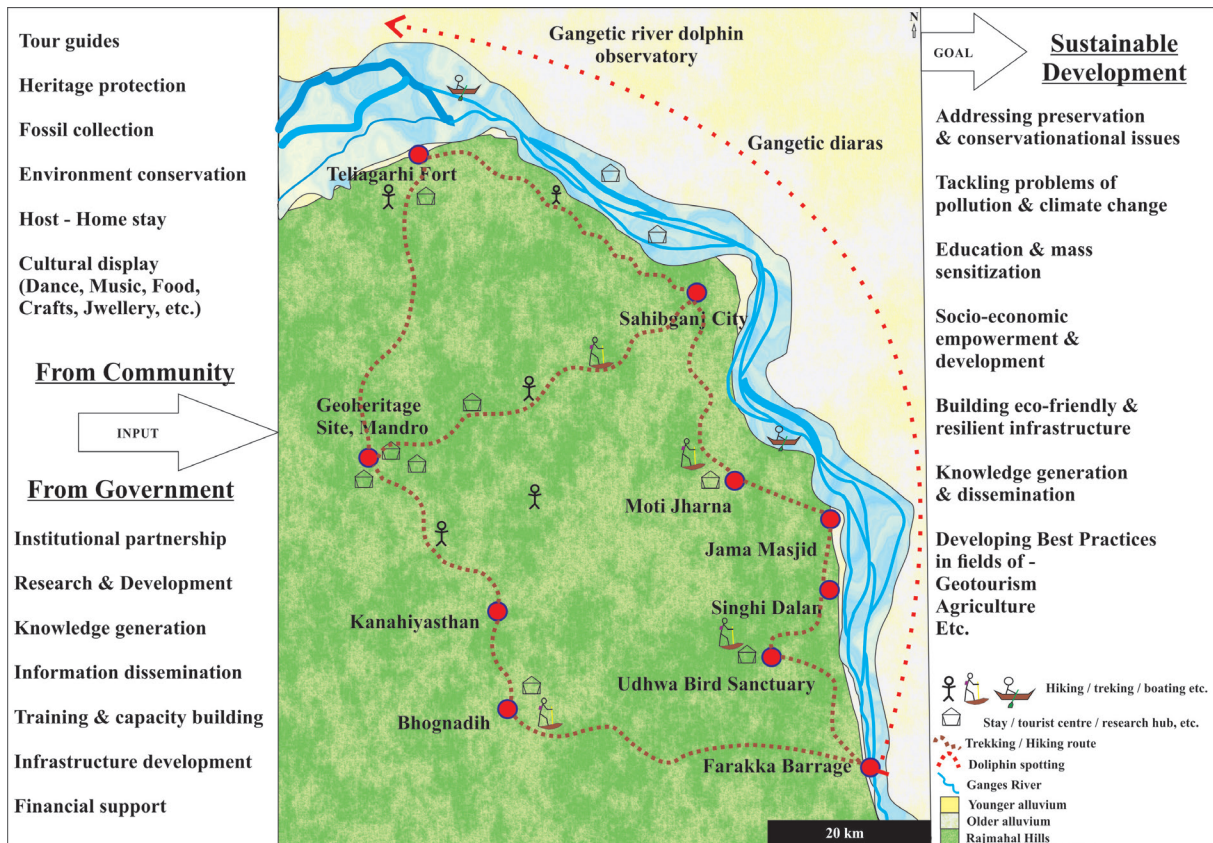 Tour guides
Heritage protection
Fossil collection
Environment conservation
Host - Home stay
Cultural display
(Dance, Music, Food,
Crafts, Jwellery, etc.)
From Community
INPUT
From Government
Institutional partnership
Research & Development
Knowledge generation
Information dissemination
Training & capacity building
Infrastructure development
Financial support
N
Gangetic river dolphin
observatory
Gangetic diaras
Teliagarhi Fort
Sahibganj City
Geoheritage
Site, Mandro
Moti Jharna
Jama Masjid
Singhi Dalan
Kanahiyasthan
Udhwa Bird Sanctuary
Bhognadih
Farakka Barrage
20 km
GOAL
Sustainable
Development
Addressing preservation
& conservationational issues
Tackling problems of
pollution & climate change
Education & mass
sensitization
Socio-economic
empowerment &
development
Building eco-friendly &
resilient infrastructure
Knowledge generation
& dissemination
Developing Best Practices
in fields of -
Geotourism
Agriculture
Etc.
Hiking / treking / boating etc.
Stay / tourist centre / research hub, etc.
Trekking / Hiking route
Doliphin spotting
Ganges River
Younger alluvium
Older alluvium
Rajmahal Hills